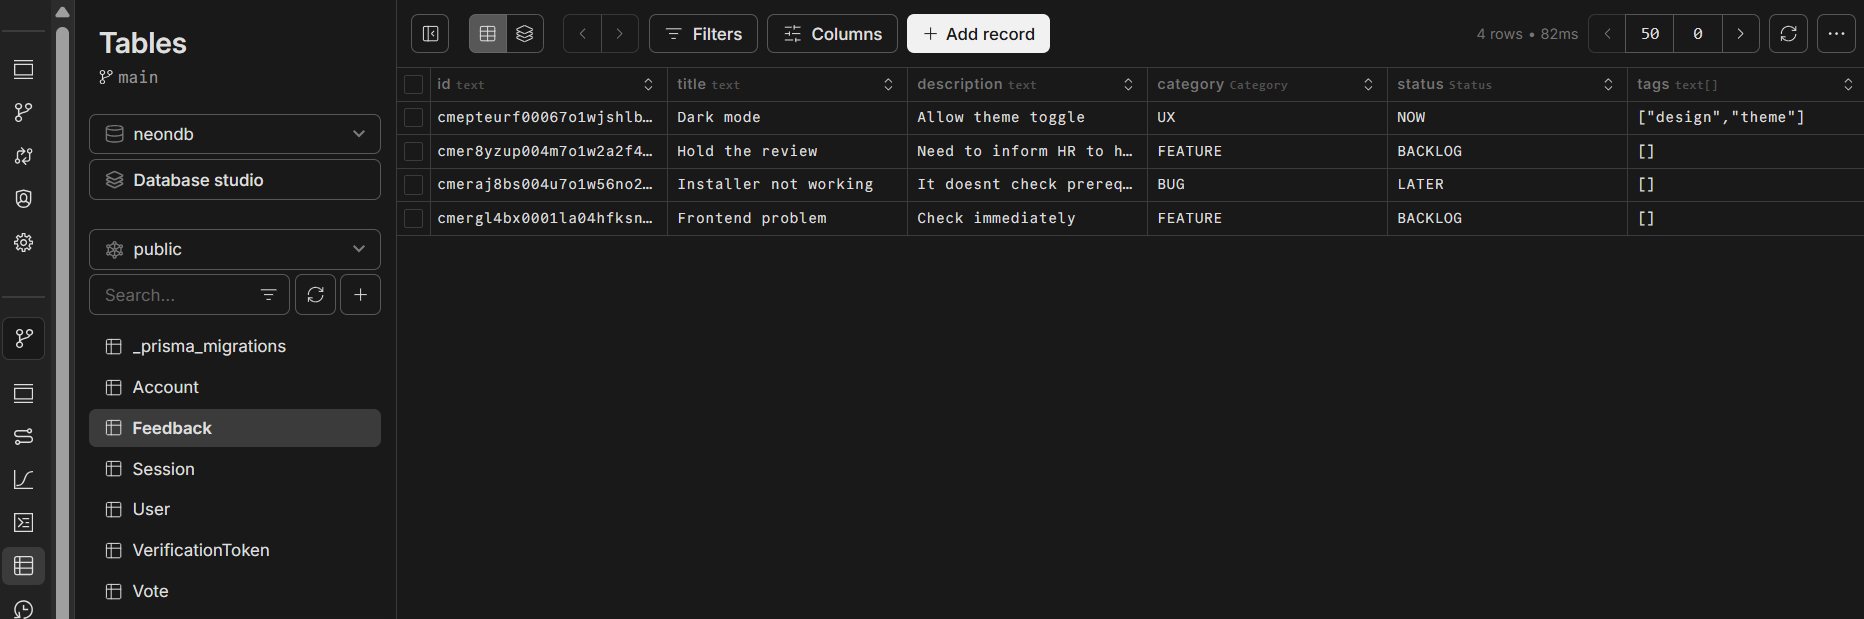 Tables
main
neondb
Database studio
public
Search...
_prisma_migrations
Account
Feedback
Session
User
VerificationToken
Vote
Filters
Columns
+ Add record
4 rows • 82ms
50
0
id text
title text
description text
category Category
status Status
tags text[]
cmepteurf00067o1wjshlb… Dark mode Allow theme toggle UX NOW ["design","theme"]
cmer8yzup004m7o1w2a2f4… Hold the review Need to inform HR to h… FEATURE BACKLOG []
cmeraj8bs004u7o1w56no2… Installer not working It doesnt check prereq… BUG LATER []
cmergl4bx0001la04hfksn… Frontend problem Check immediately FEATURE BACKLOG []